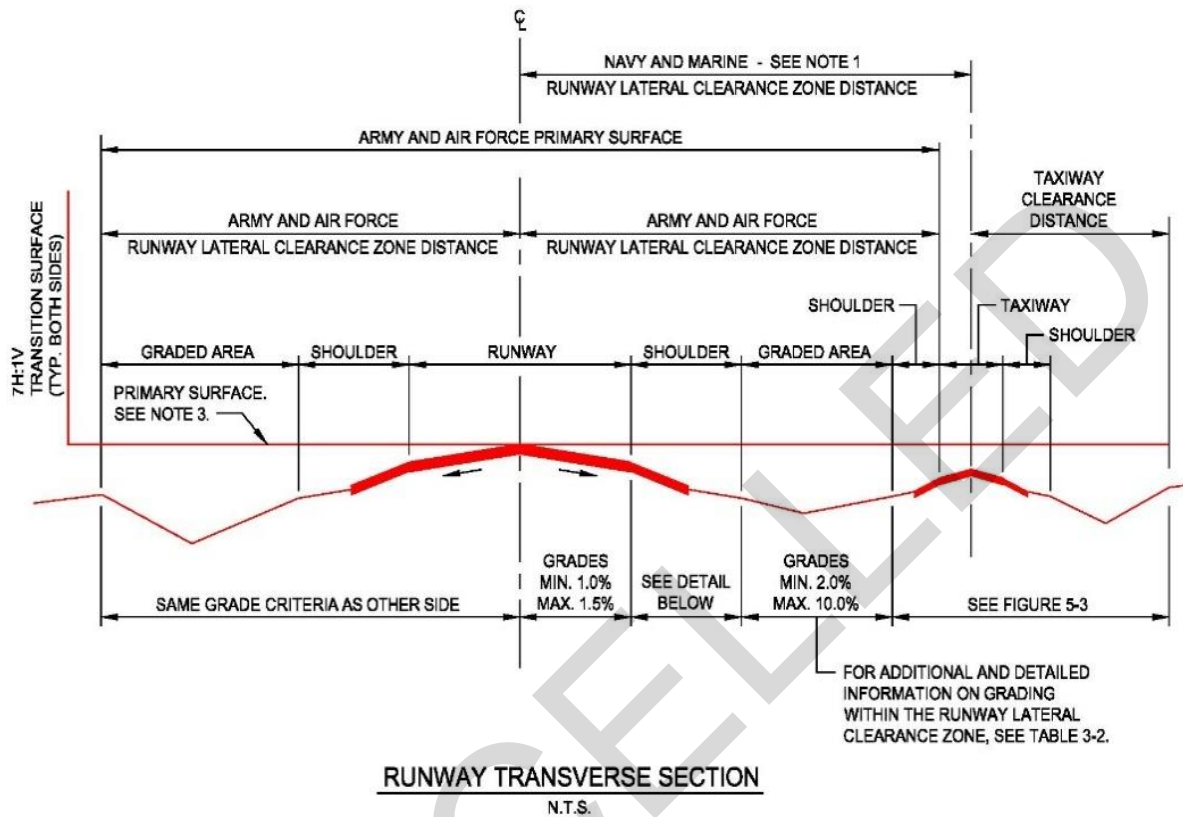 ℄
NAVY AND MARINE - SEE NOTE 1
RUNWAY LATERAL CLEARANCE ZONE DISTANCE
ARMY AND AIR FORCE PRIMARY SURFACE
TAXIWAY
CLEARANCE
DISTANCE
ARMY AND AIR FORCE
RUNWAY LATERAL CLEARANCE ZONE DISTANCE
ARMY AND AIR FORCE
RUNWAY LATERAL CLEARANCE ZONE DISTANCE
7H:1V
TRANSITION SURFACE
(TYP. BOTH SIDES)
SHOULDER
TAXIWAY
SHOULDER
GRADED AREA
SHOULDER
RUNWAY
SHOULDER
GRADED AREA
PRIMARY SURFACE.
SEE NOTE 3.
SAME GRADE CRITERIA AS OTHER SIDE
GRADES
MIN. 1.0%
MAX. 1.5%
SEE DETAIL
BELOW
GRADES
MIN. 2.0%
MAX. 10.0%
SEE FIGURE 5-3
FOR ADDITIONAL AND DETAILED
INFORMATION ON GRADING
WITHIN THE RUNWAY LATERAL
CLEARANCE ZONE, SEE TABLE 3-2.
RUNWAY TRANSVERSE SECTION
N.T.S.
CELLED